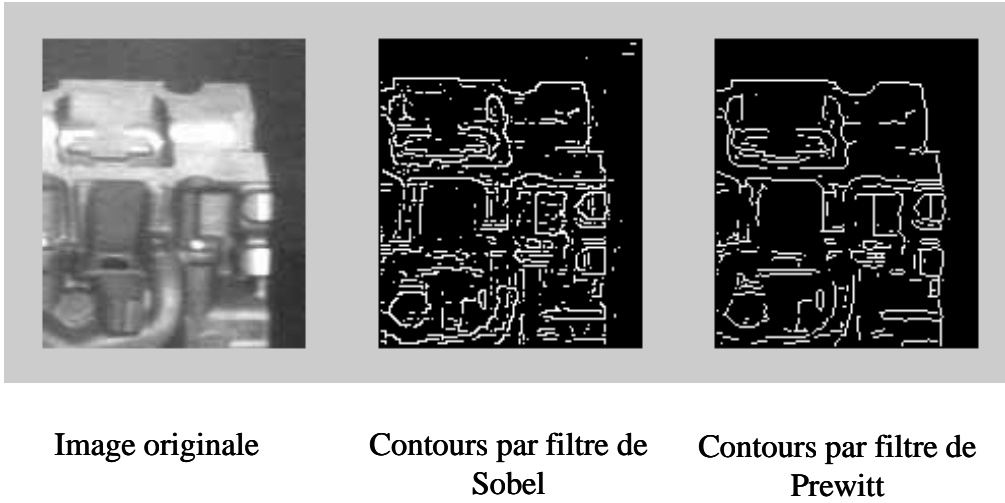 Image originale
Contours par filtre de
Sobel
Contours par filtre de
Prewitt